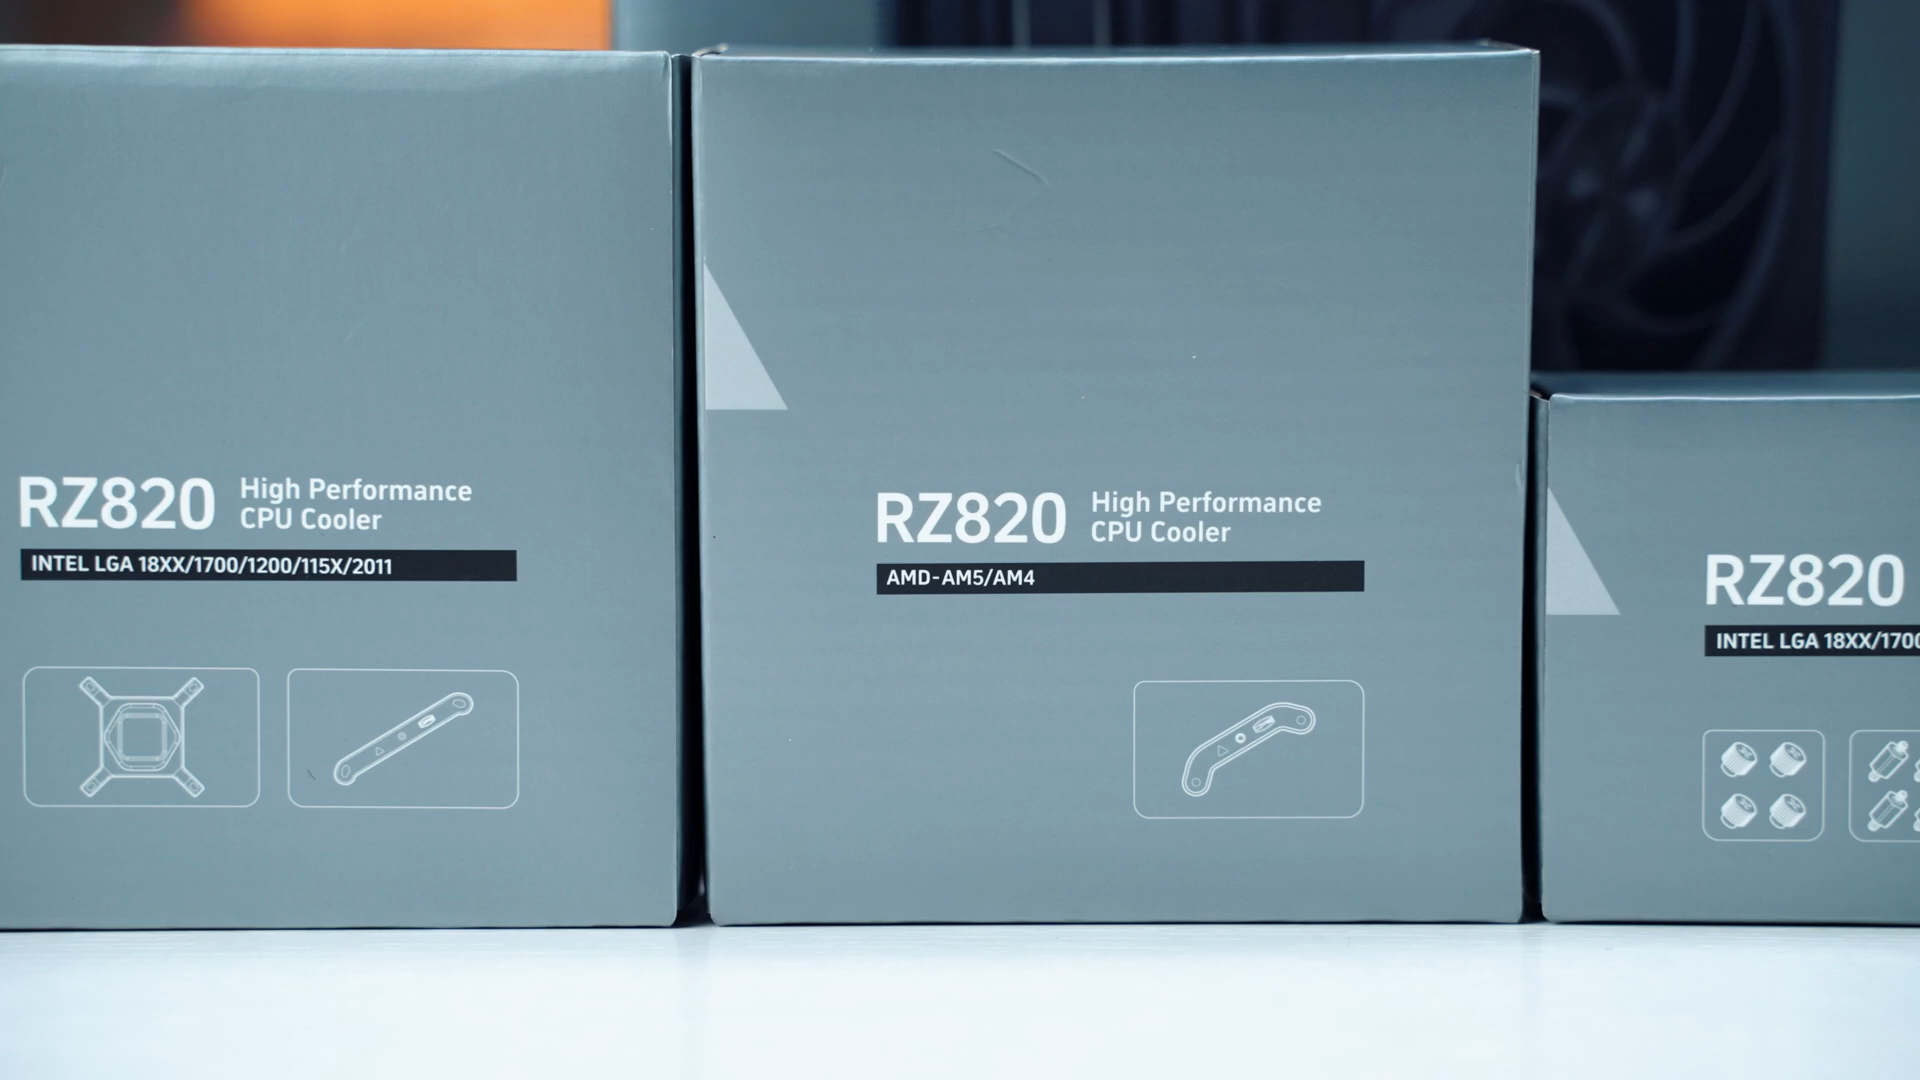 RZ820
High Performance
CPU Cooler
INTEL LGA 18XX/1700/1200/115X/2011
RZ820
High Performance
CPU Cooler
AMD-AM5/AM4
RZ820
INTEL LGA 18XX/1700